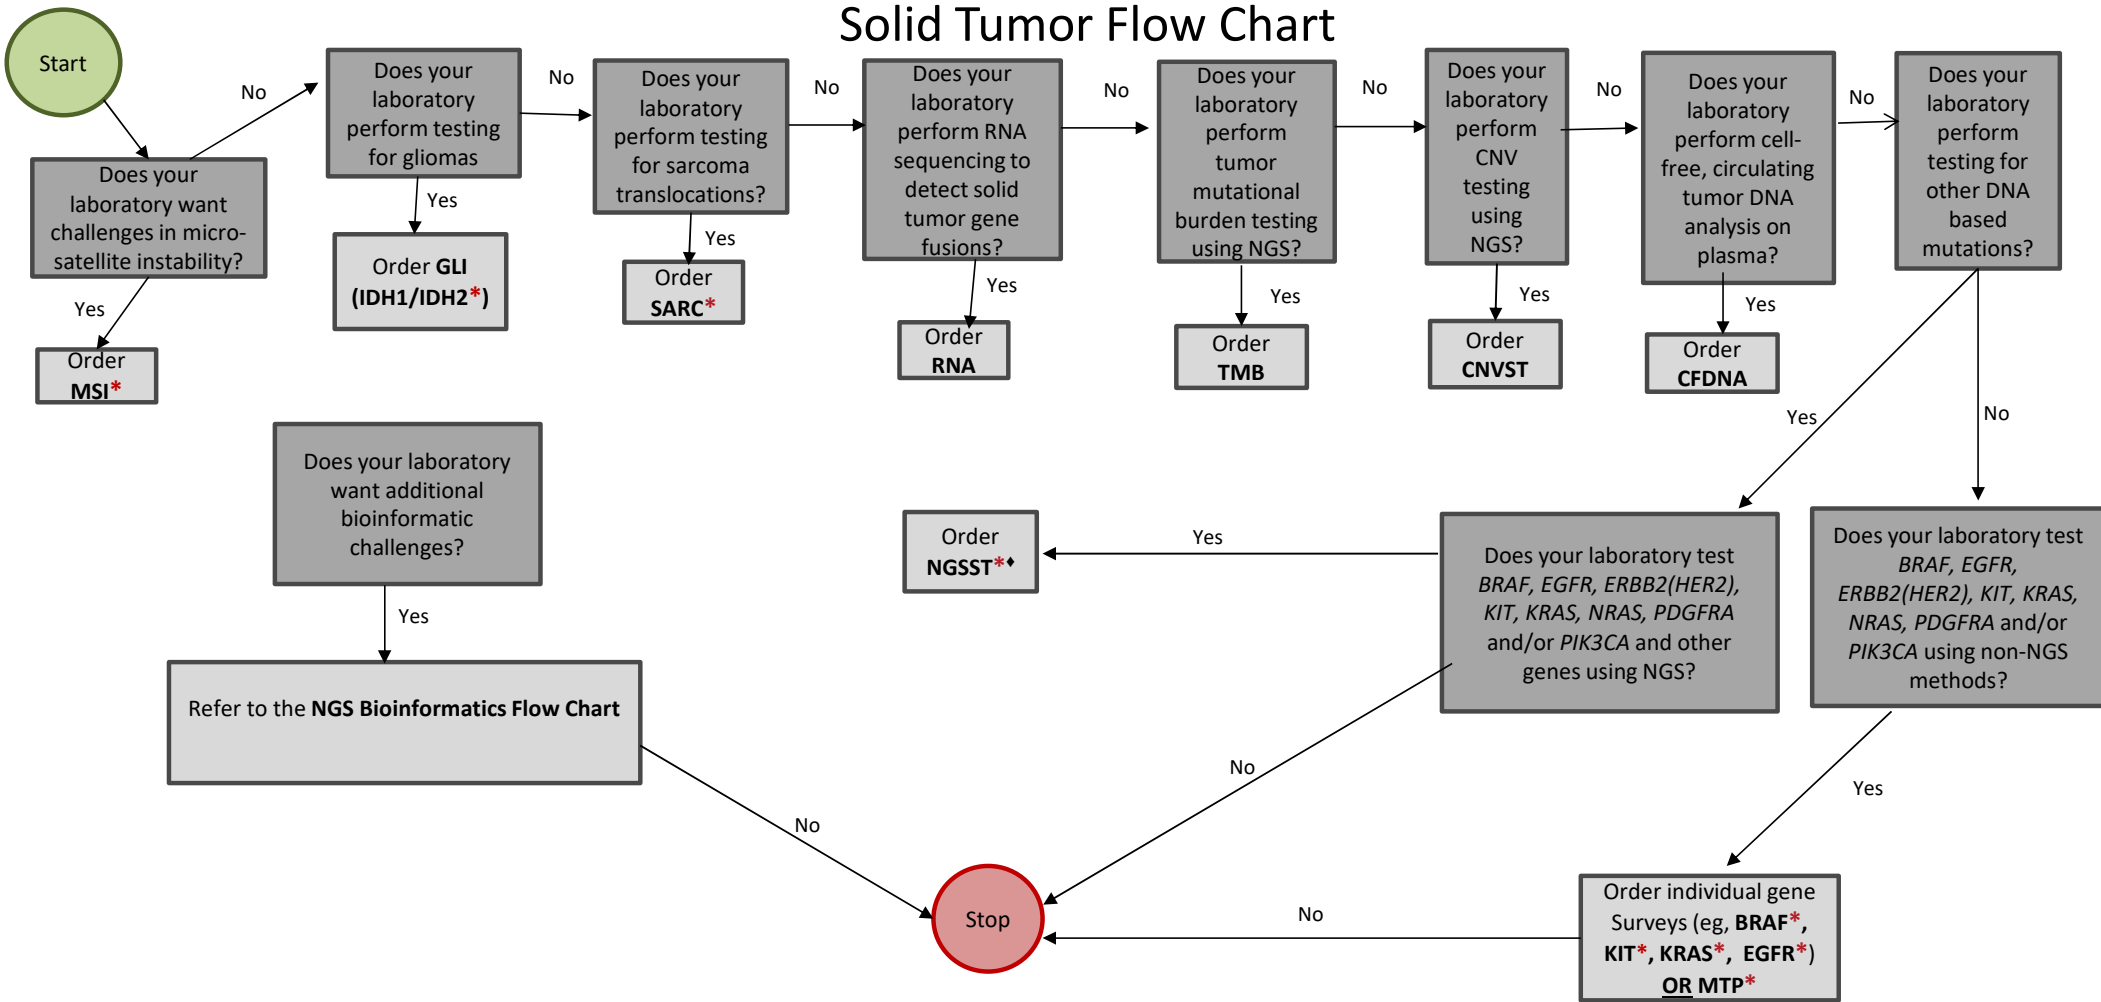 Solid Tumor Flow Chart
Start
Does your
laboratory want
challenges in micro-
satellite instability?
No
Yes
Order
MSI*
Does your
laboratory
perform testing
for gliomas
No
Yes
Order GLI
(IDH1/IDH2*)
Does your
laboratory
perform testing
for sarcoma
translocations?
No
Yes
Order
SARC*
Does your
laboratory
perform RNA
sequencing to
detect solid
tumor gene
fusions?
No
Yes
Order
RNA
Does your
laboratory
perform
tumor
mutational
burden testing
using NGS?
No
Yes
Order
TMB
Does your
laboratory
perform
CNV
testing
using
NGS?
No
Yes
Order
CNVST
Does your
laboratory
perform cell-
free, circulating
tumor DNA
analysis on
plasma?
No
Yes
Order
CFDNA
Does your
laboratory
perform
testing for
other DNA
based
mutations?
Yes
No
Does your laboratory
want additional
bioinformatic
challenges?
Yes
Refer to the NGS Bioinformatics Flow Chart
No
Order
NGSST*♦
Yes
Does your laboratory test
BRAF, EGFR, ERBB2(HER2),
KIT, KRAS, NRAS, PDGFRA
and/or PIK3CA and other
genes using NGS?
No
Does your laboratory test
BRAF, EGFR,
ERBB2(HER2), KIT, KRAS,
NRAS, PDGFRA and/or
PIK3CA using non-NGS
methods?
Yes
Order individual gene
Surveys (eg, BRAF*,
KIT*, KRAS*, EGFR*)
OR MTP*
No
Stop